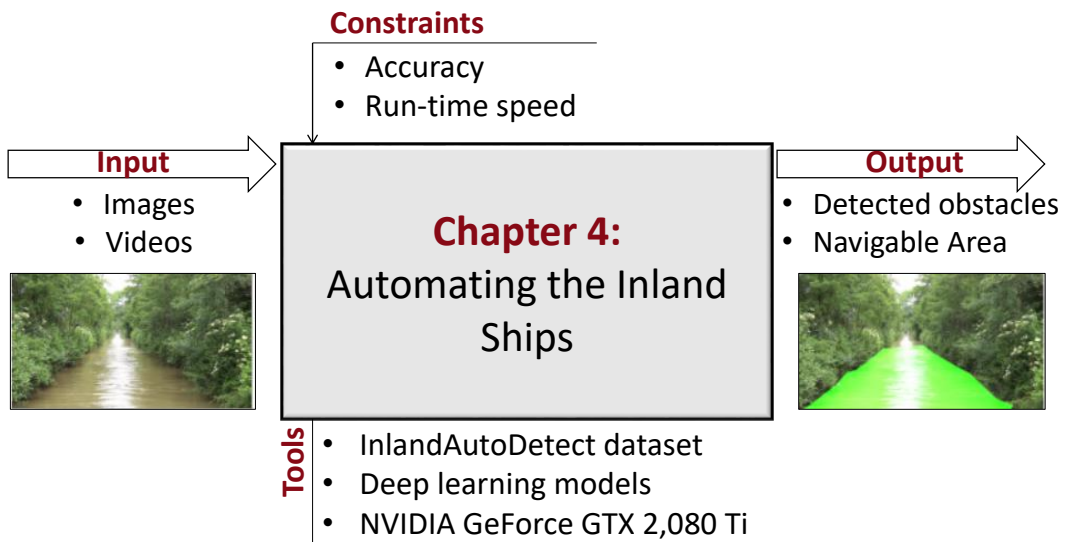 Constraints
• Accuracy
• Run-time speed
Input
• Images
• Videos
Chapter 4:
Automating the Inland
Ships
Output
• Detected obstacles
• Navigable Area
Tools
• InlandAutoDetect dataset
• Deep learning models
• NVIDIA GeForce GTX 2,080 Ti